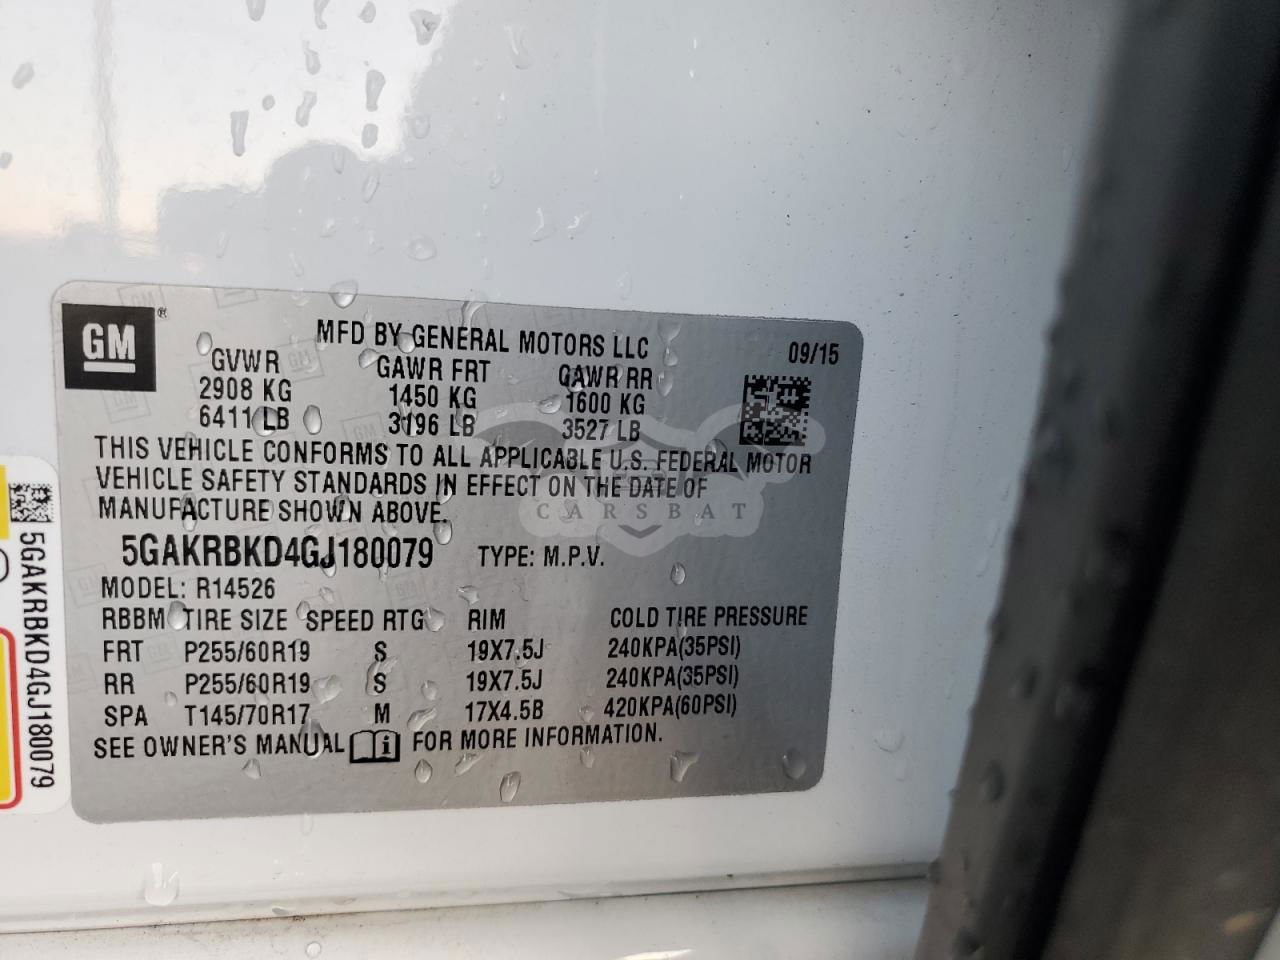 GM®
MFD BY GENERAL MOTORS LLC
09/15
GVWR GAWR FRT GAWR RR
2908 KG 1450 KG 1600 KG
6411 LB 3196 LB 3527 LB
THIS VEHICLE CONFORMS TO ALL APPLICABLE U.S. FEDERAL MOTOR
VEHICLE SAFETY STANDARDS IN EFFECT ON THE DATE OF
MANUFACTURE SHOWN ABOVE.
5GAKRBKD4GJ180079 TYPE: M.P.V.
MODEL: R14526
RBBM TIRE SIZE SPEED RTG RIM COLD TIRE PRESSURE
FRT P255/60R19 S 19X7.5J 240KPA(35PSI)
RR P255/60R19 S 19X7.5J 240KPA(35PSI)
SPA T145/70R17 M 17X4.5B 420KPA(60PSI)
SEE OWNER'S MANUAL i FOR MORE INFORMATION.
5GAKRBKD4GJ180079
CARSBAT